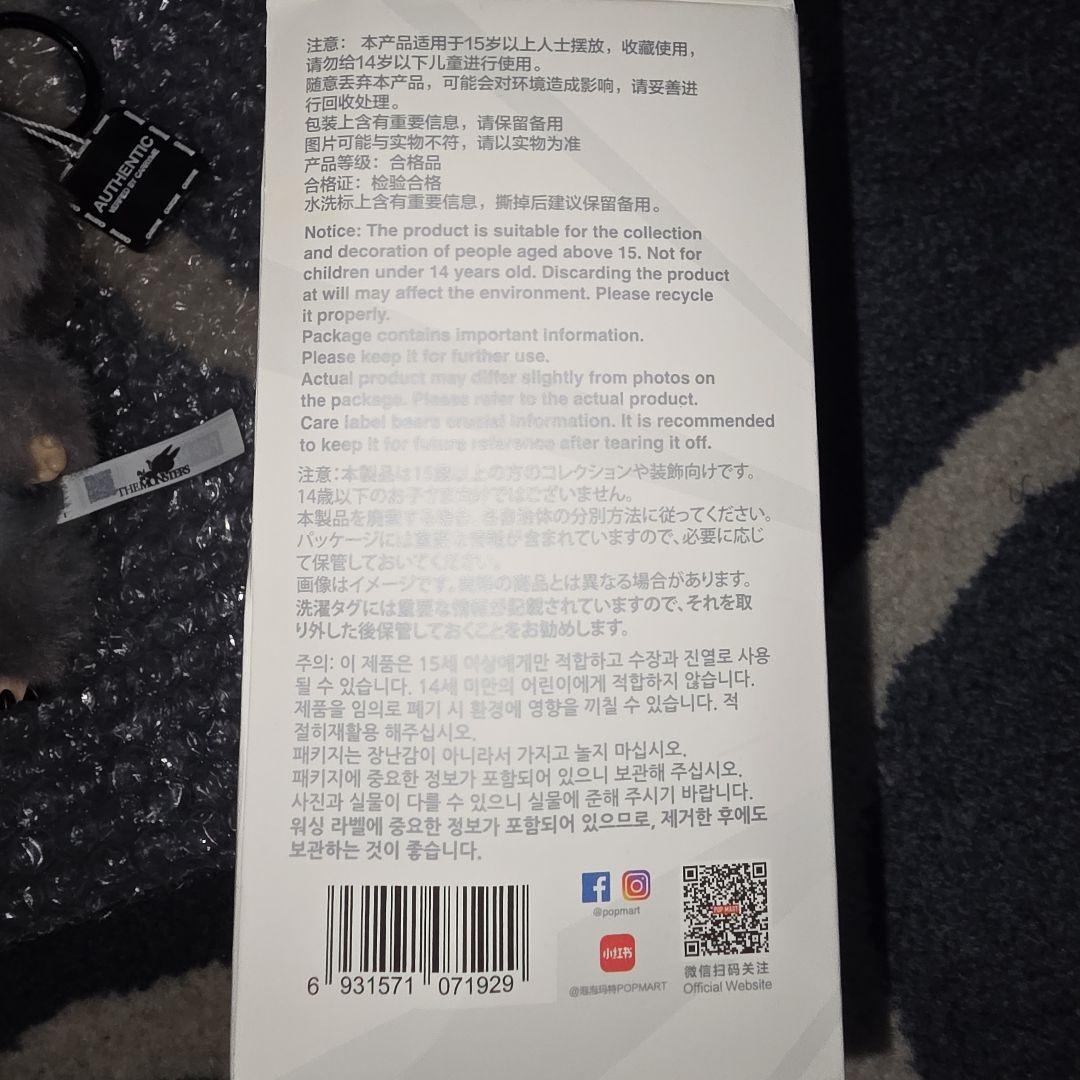 注意： 本产品适用于15岁以上人士摆放，收藏使用，
请勿给14岁以下儿童进行使用。
随意丢弃本产品，可能会对环境造成影响，请妥善进
行回收处理。
包装上含有重要信息，请保留备用
图片可能与实物不符，请以实物为准
产品等级：合格品
合格证：检验合格
水洗标上含有重要信息，撕掉后建议保留备用。
Notice: The product is suitable for the collection
and decoration of people aged above 15. Not for
children under 14 years old. Discarding the product
at will may affect the environment. Please recycle
it properly.
Package contains important information.
Please keep it for further use.
Actual product may differ slightly from photos on
the package. Please refer to the actual product.
Care label bears crucial information. It is recommended
to keep it for future reference after tearing it off.
注意：本製品は15歳以上の方のコレクションや装飾向けです。
14歳以下のお子さま向けではございません。
本製品を廃棄する場合、各自治体の分別方法に従ってください。
パッケージには重要な情報が含まれていますので、必要に応じ
て保管しておいてください。
画像はイメージです。実際の商品とは異なる場合があります。
洗濯タグには重要な情報が記載されていますので、それを取
り外した後保管しておくことをお勧めします。
주의: 이 제품은 15세 이상에게만 적합하고 수장과 진열로 사용
될 수 있습니다. 14세 미만의 어린이에게 적합하지 않습니다.
제품을 임의로 폐기 시 환경에 영향을 끼칠 수 있습니다. 적
절히재활용 해주십시오.
패키지는 장난감이 아니라서 가지고 놀지 마십시오.
패키지에 중요한 정보가 포함되어 있으니 보관해 주십시오.
사진과 실물이 다를 수 있으니 실물에 준해 주시기 바랍니다.
워싱 라벨에 중요한 정보가 포함되어 있으므로, 제거한 후에도
보관하는 것이 좋습니다.
6 931571 071929
@popmart
小红书
@泡泡玛特POPMART
POP MART
微信扫码关注
Official Website
AUTHENTIC
THE MONSTERS